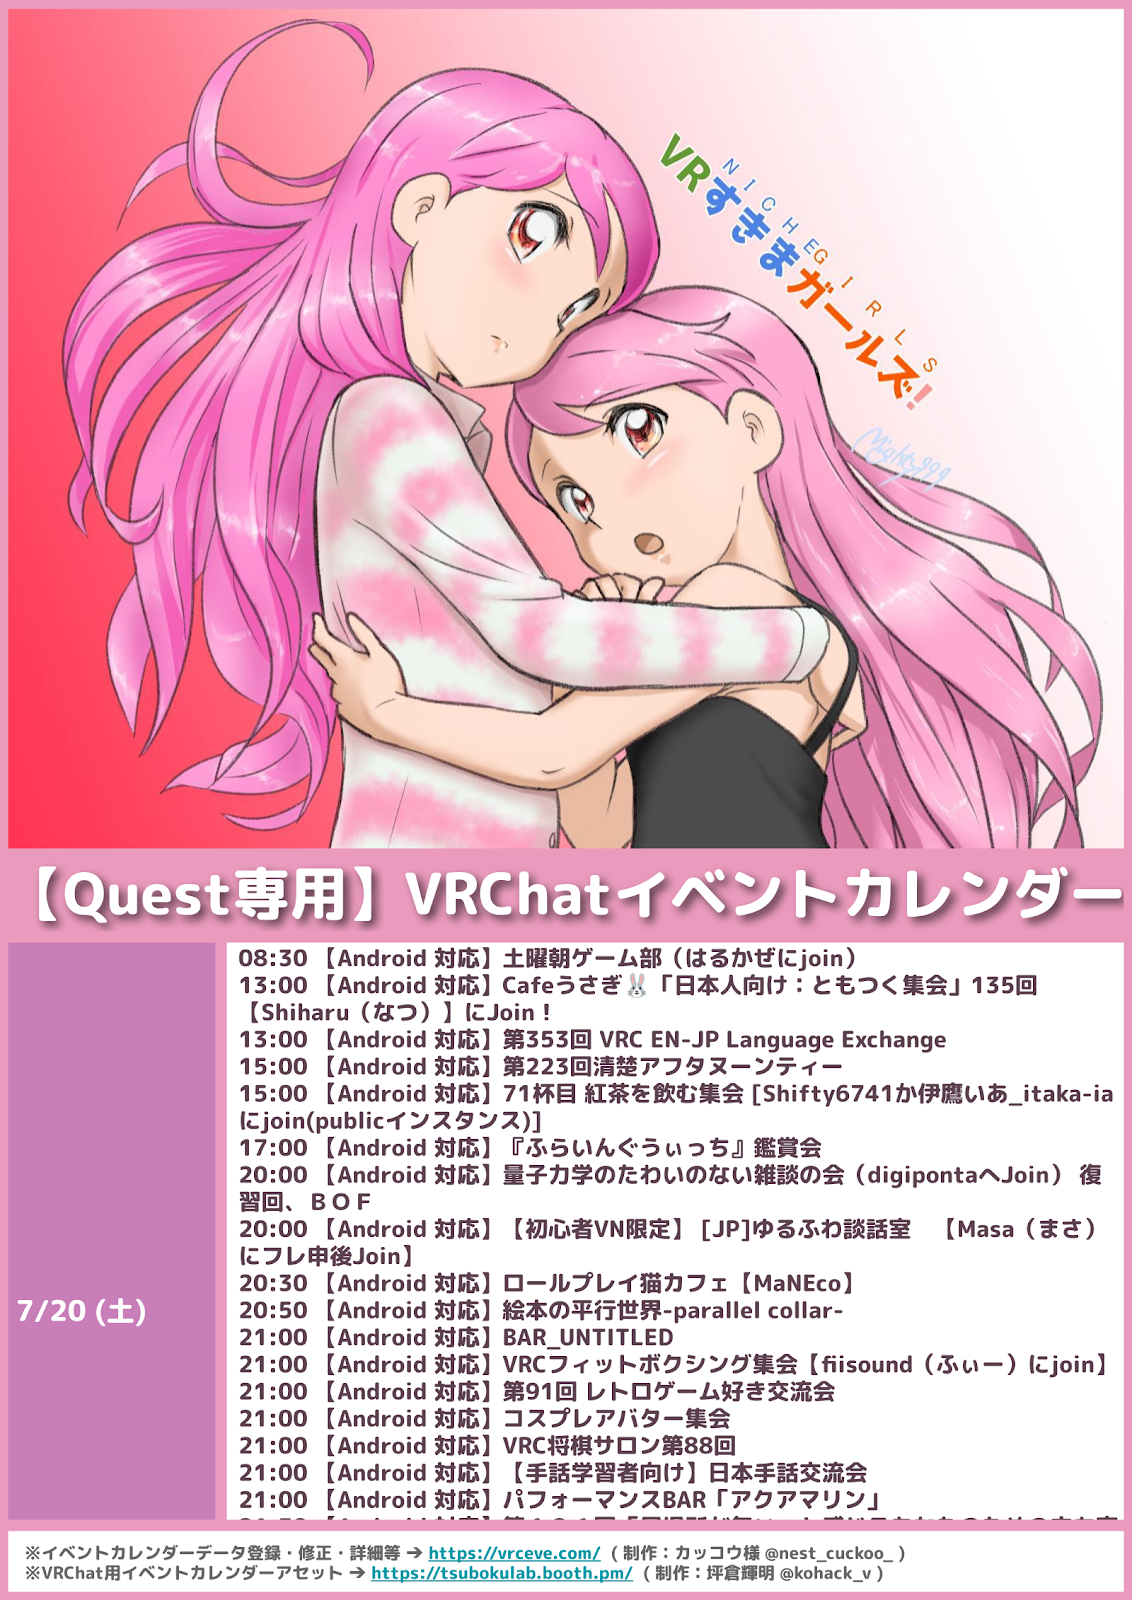 VRすきまガールズ!
NICHE GIRLS
Mighty999
【Quest専用】VRChatイベントカレンダー
7/20 (土)
08:30 【Android 対応】土曜朝ゲーム部（はるかぜにjoin）
13:00 【Android 対応】Cafeうさぎ🐰「日本人向け：ともつく集会」135回
【Shiharu（なつ）】にJoin！
13:00 【Android 対応】第353回 VRC EN-JP Language Exchange
15:00 【Android 対応】第223回清楚アフタヌーンティー
15:00 【Android 対応】71杯目 紅茶を飲む集会 [Shifty6741か伊鷹いあ_itaka-ia
にjoin(publicインスタンス)]
17:00 【Android 対応】『ふらいんぐうぃっち』鑑賞会
20:00 【Android 対応】量子力学のたわいのない雑談の会（digipontaへJoin） 復
習回、ＢＯＦ
20:00 【Android 対応】【初心者VN限定】 [JP]ゆるふわ談話室　【Masa（まさ）
にフレ申後Join】
20:30 【Android 対応】ロールプレイ猫カフェ【MaNEco】
20:50 【Android 対応】絵本の平行世界-parallel collar-
21:00 【Android 対応】BAR_UNTITLED
21:00 【Android 対応】VRCフィットボクシング集会【fiisound（ふぃー）にjoin】
21:00 【Android 対応】第91回 レトロゲーム好き交流会
21:00 【Android 対応】コスプレアバター集会
21:00 【Android 対応】VRC将棋サロン第88回
21:00 【Android 対応】【手話学習者向け】日本手話交流会
21:00 【Android 対応】パフォーマンスBAR「アクアマリン」
※イベントカレンダーデータ登録・修正・詳細等 ➔ https://vrceve.com/ （制作：カッコウ様 @nest_cuckoo_）
※VRChat用イベントカレンダーアセット ➔ https://tsubokulab.booth.pm/ （制作：坪倉輝明 @kohack_v）